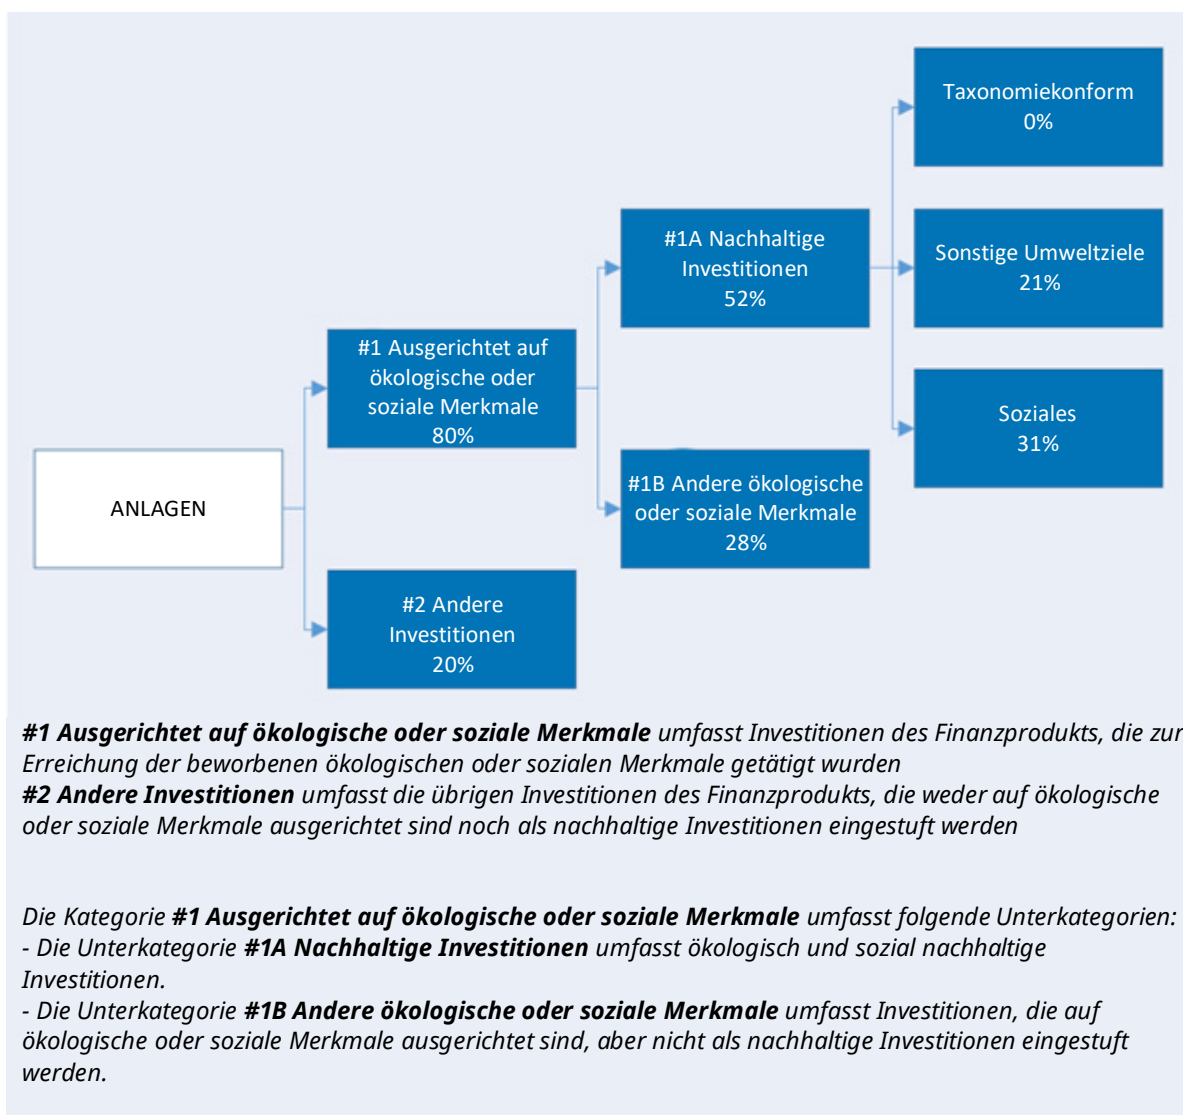 Taxonomiekonform
0%
#1A Nachhaltige
Investitionen
52%
Sonstige Umweltziele
21%
#1 Ausgerichtet auf
ökologische oder
soziale Merkmale
80%
Soziales
31%
ANLAGEN
#1B Andere ökologische
oder soziale Merkmale
28%
#2 Andere
Investitionen
20%
#1 Ausgerichtet auf ökologische oder soziale Merkmale umfasst Investitionen des Finanzprodukts, die zur
Erreichung der beworbenen ökologischen oder sozialen Merkmale getätigt wurden
#2 Andere Investitionen umfasst die übrigen Investitionen des Finanzprodukts, die weder auf ökologische
oder soziale Merkmale ausgerichtet sind noch als nachhaltige Investitionen eingestuft werden
Die Kategorie #1 Ausgerichtet auf ökologische oder soziale Merkmale umfasst folgende Unterkategorien:
- Die Unterkategorie #1A Nachhaltige Investitionen umfasst ökologisch und sozial nachhaltige
Investitionen.
- Die Unterkategorie #1B Andere ökologische oder soziale Merkmale umfasst Investitionen, die auf
ökologische oder soziale Merkmale ausgerichtet sind, aber nicht als nachhaltige Investitionen eingestuft
werden.